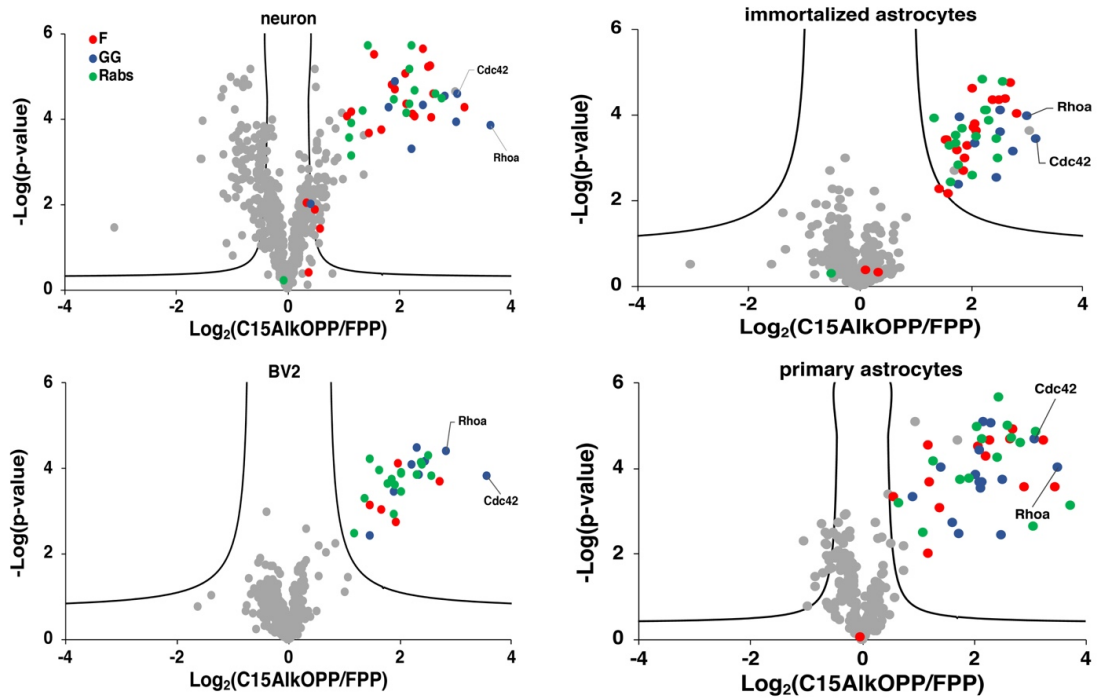 neuron
F
GG
Rabs
Cdc42
Rhoa
-Log(p-value)
6
4
2
0
-4
-2
0
2
4
Log2(C15AlkOPP/FPP)
immortalized astrocytes
Rhoa
Cdc42
-Log(p-value)
6
4
2
0
-4
-2
0
2
4
Log2(C15AlkOPP/FPP)
BV2
Rhoa
Cdc42
-Log(p-value)
6
4
2
0
-4
-2
0
2
4
Log2(C15AlkOPP/FPP)
primary astrocytes
Cdc42
Rhoa
-Log(p-value)
6
4
2
0
-4
-2
0
2
4
Log2(C15AlkOPP/FPP)